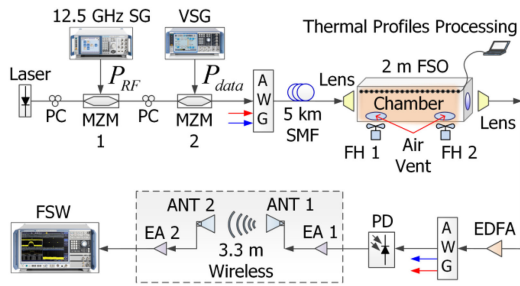 Thermal Profiles Processing
12.5 GHz SG
VSG
2 m FSO
Laser
P_RF
P_data
A
W
G
Lens
Chamber
PC
MZM
1
PC
MZM
2
5 km
SMF
Lens
FH 1
Air
Vent
FH 2
FSW
ANT 2
ANT 1
EA 2
EA 1
3.3 m
Wireless
PD
A
W
G
EDFA